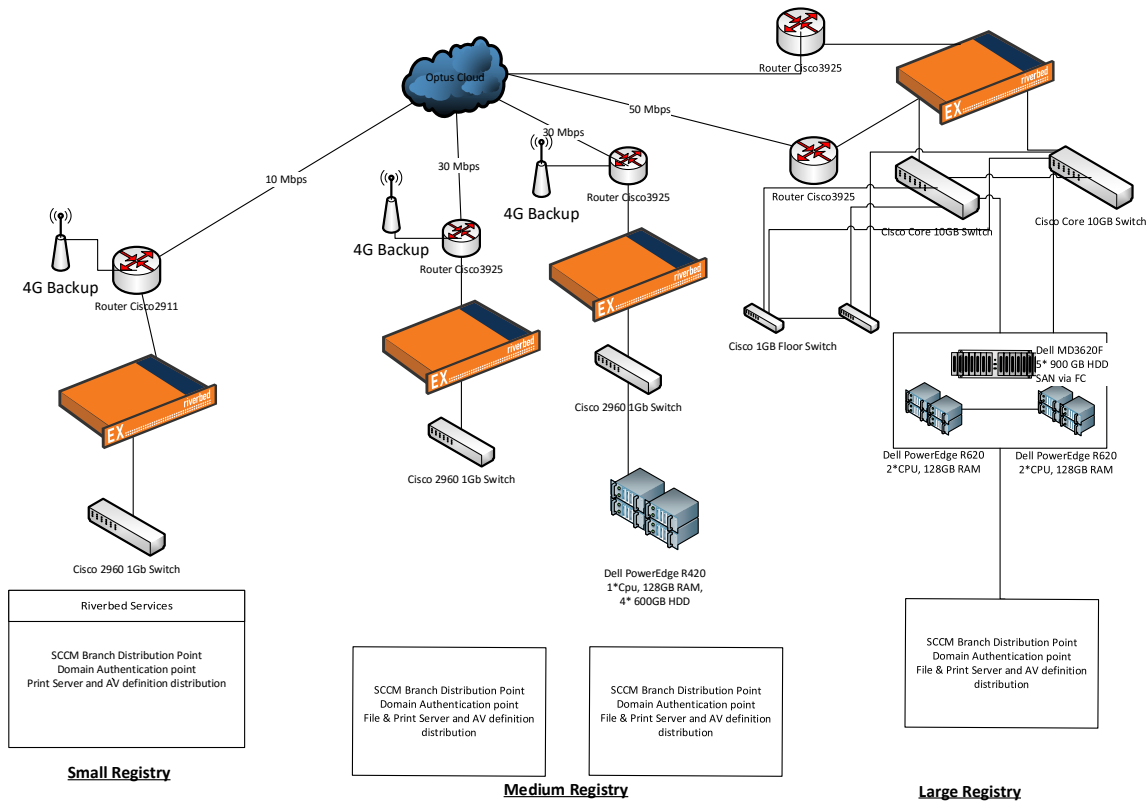 Optus Cloud
Router Cisco3925
EX
riverbed
50 Mbps
30 Mbps
30 Mbps
10 Mbps
Router Cisco3925
Router Cisco3925
Cisco Core 10GB Switch
Cisco Core 10GB Switch
4G Backup
4G Backup
4G Backup
Router Cisco3925
Router Cisco2911
EX
riverbed
EX
riverbed
EX
riverbed
Cisco 1GB Floor Switch
Cisco 2960 1Gb Switch
Cisco 2960 1Gb Switch
Cisco 2960 1Gb Switch
Dell MD3620F
5* 900 GB HDD
SAN via FC
Dell PowerEdge R620
2*CPU, 128GB RAM
Dell PowerEdge R620
2*CPU, 128GB RAM
Dell PowerEdge R420
1*Cpu, 128GB RAM,
4* 600GB HDD
Riverbed Services
SCCM Branch Distribution Point
Domain Authentication point
Print Server and AV definition distribution
Small Registry
SCCM Branch Distribution Point
Domain Authentication point
File & Print Server and AV definition
distribution
SCCM Branch Distribution Point
Domain Authentication point
File & Print Server and AV definition
distribution
Medium Registry
SCCM Branch Distribution Point
Domain Authentication point
File & Print Server and AV definition
distribution
Large Registry